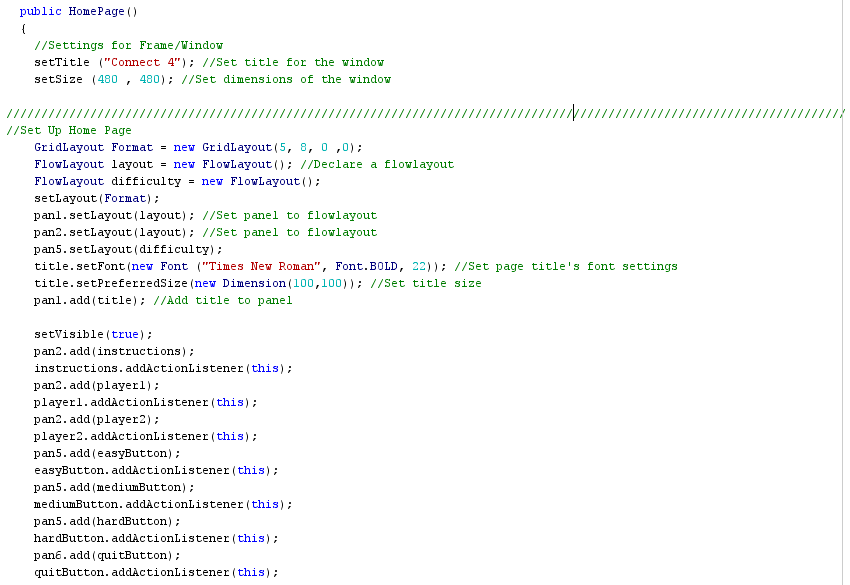 public HomePage()
{
//Settings for Frame/Window
setTitle ("Connect 4"); //Set title for the window
setSize (480 , 480); //Set dimensions of the window
////////////////////////////////////////////////////////////////////////////////////////////////////////////////////////
//Set Up Home Page
GridLayout Format = new GridLayout(5, 8, 0 ,0);
FlowLayout layout = new FlowLayout(); //Declare a flowlayout
FlowLayout difficulty = new FlowLayout();
setLayout(Format);
pan1.setLayout(layout); //Set panel to flowlayout
pan2.setLayout(layout); //Set panel to flowlayout
pan5.setLayout(difficulty);
title.setFont(new Font ("Times New Roman", Font.BOLD, 22)); //Set page title's font settings
title.setPreferredSize(new Dimension(100,100)); //Set title size
pan1.add(title); //Add title to panel
setVisible(true);
pan2.add(instructions);
instructions.addActionListener(this);
pan2.add(player1);
player1.addActionListener(this);
pan2.add(player2);
player2.addActionListener(this);
pan5.add(easyButton);
easyButton.addActionListener(this);
pan5.add(mediumButton);
mediumButton.addActionListener(this);
pan5.add(hardButton);
hardButton.addActionListener(this);
pan6.add(quitButton);
quitButton.addActionListener(this);